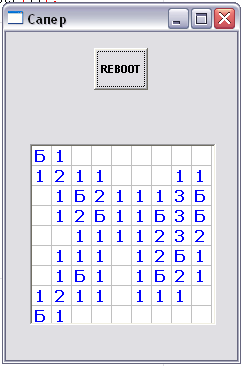 Сапер
REBOOT
Б 1
1 2 1 1 1 1
1 Б 2 1 1 1 3 Б
1 2 Б 1 1 Б 3 Б
1 1 1 1 2 3 2
1 1 1 1 2 Б 1
1 Б 1 1 Б 2 1
1 2 1 1 1 1 1
Б 1